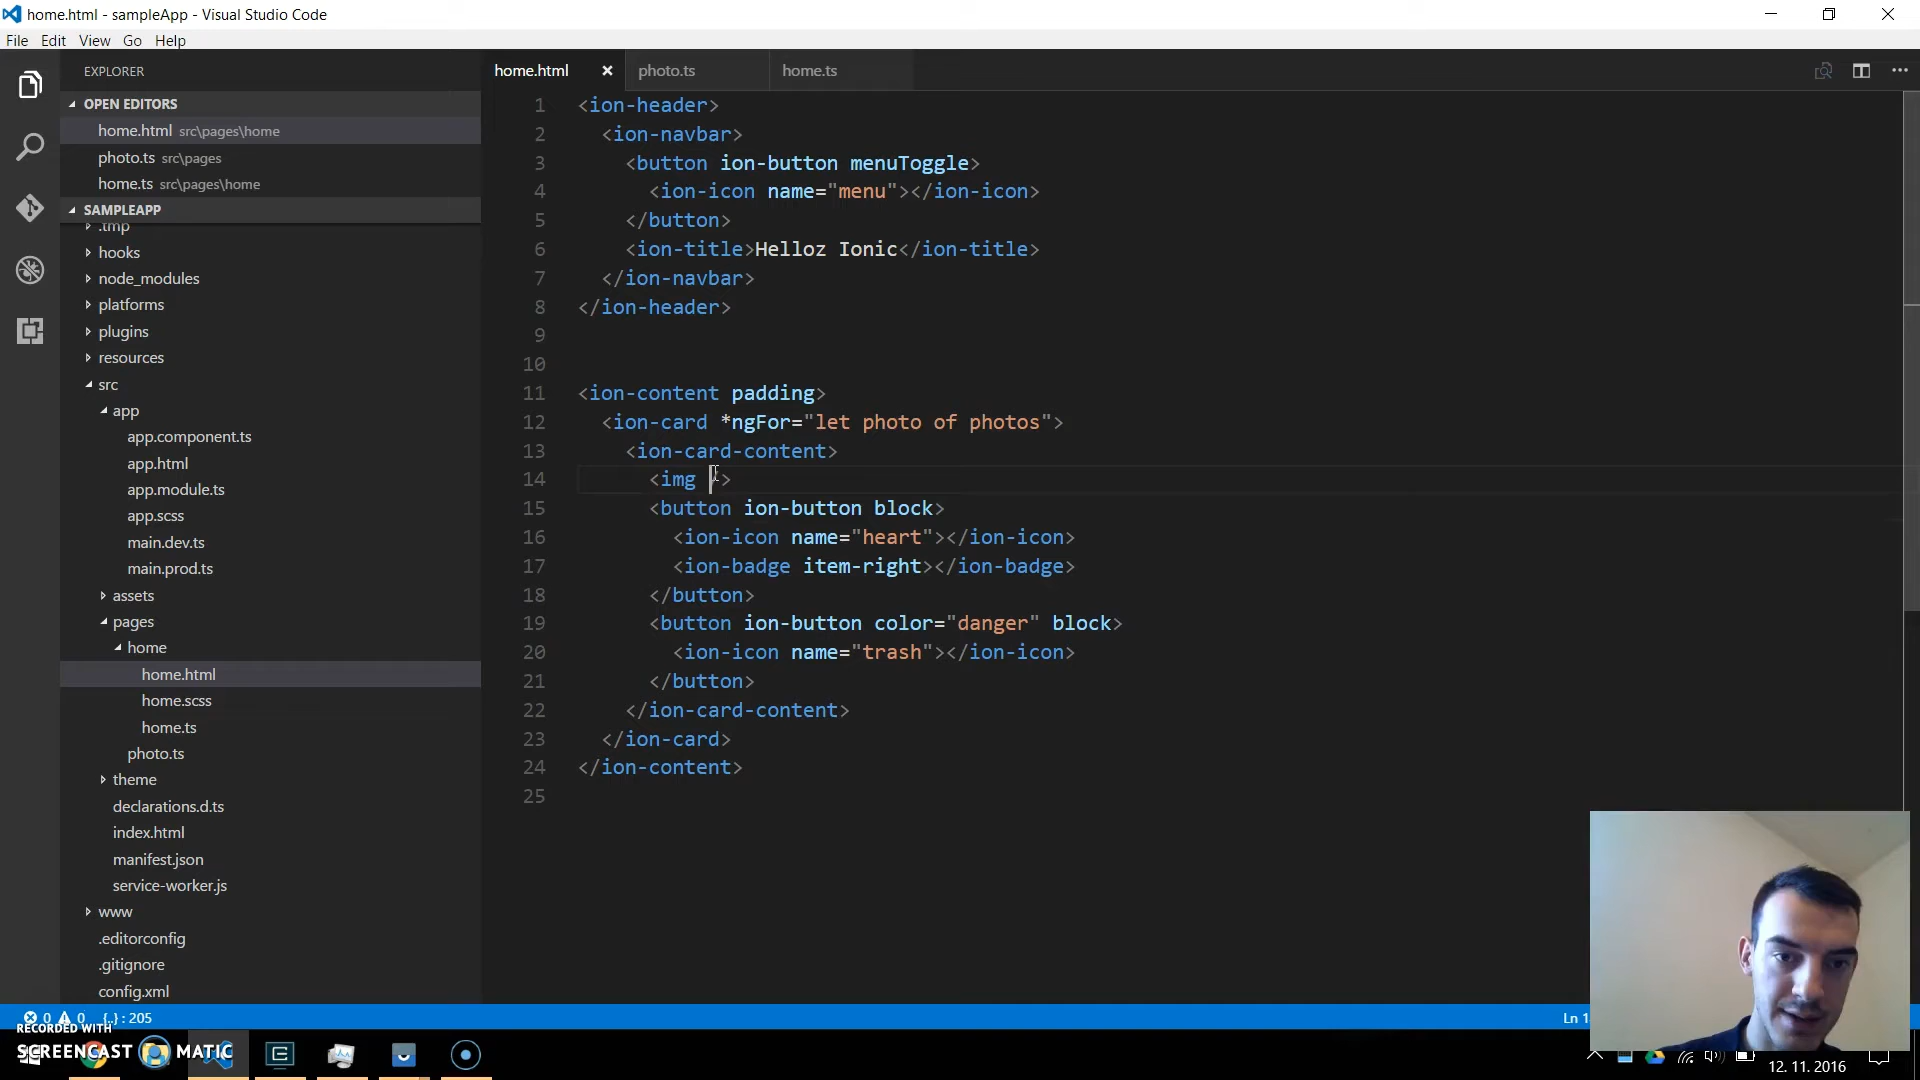 home.html - sampleApp - Visual Studio Code
File Edit View Go Help
EXPLORER
OPEN EDITORS
home.html src\pages\home
photo.ts src\pages
home.ts src\pages\home
SAMPLEAPP
.tmp
hooks
node_modules
platforms
plugins
resources
src
app
app.component.ts
app.html
app.module.ts
app.scss
main.dev.ts
main.prod.ts
assets
pages
home
home.html
home.scss
home.ts
photo.ts
theme
declarations.d.ts
index.html
manifest.json
service-worker.js
www
.editorconfig
.gitignore
config.xml
home.html photo.ts home.ts
1 <ion-header>
2 <ion-navbar>
3 <button ion-button menuToggle>
4 <ion-icon name="menu"></ion-icon>
5 </button>
6 <ion-title>Helloz Ionic</ion-title>
7 </ion-navbar>
8 </ion-header>
9
10
11 <ion-content padding>
12 <ion-card *ngFor="let photo of photos">
13 <ion-card-content>
14 <img />
15 <button ion-button block>
16 <ion-icon name="heart"></ion-icon>
17 <ion-badge item-right></ion-badge>
18 </button>
19 <button ion-button color="danger" block>
20 <ion-icon name="trash"></ion-icon>
21 </button>
22 </ion-card-content>
23 </ion-card>
24 </ion-content>
25
0 0 {..} : 205
Ln 1
RECORDED WITH
SCREENCAST MATIC
12. 11. 2016